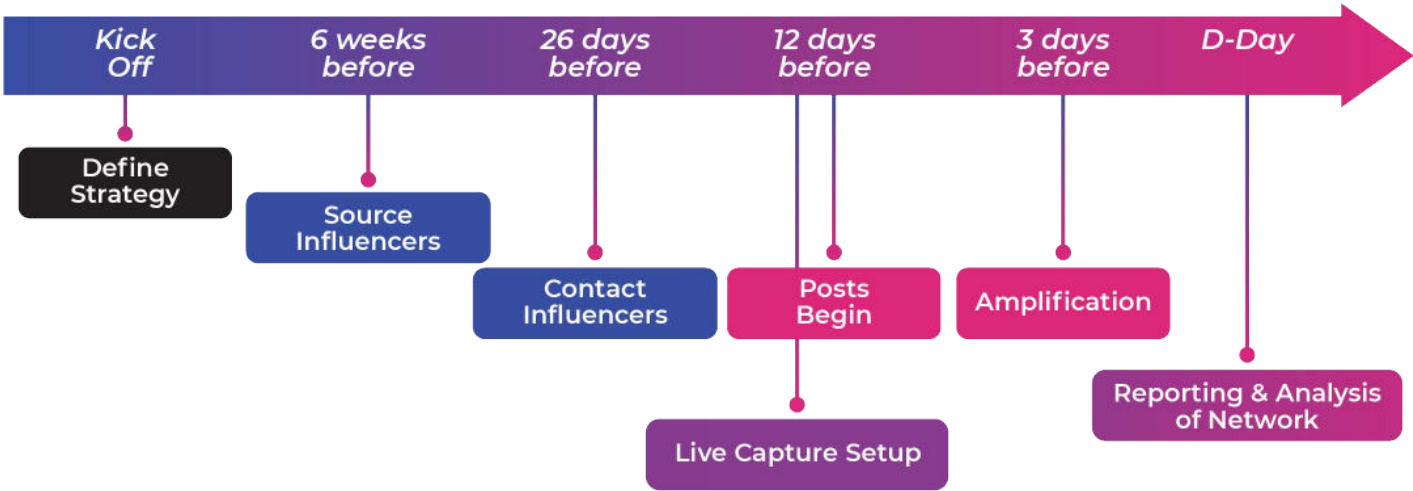 Kick
Off
6 weeks
before
26 days
before
12 days
before
3 days
before
D-Day
Define
Strategy
Source
Influencers
Contact
Influencers
Posts
Begin
Amplification
Reporting & Analysis
of Network
Live Capture Setup